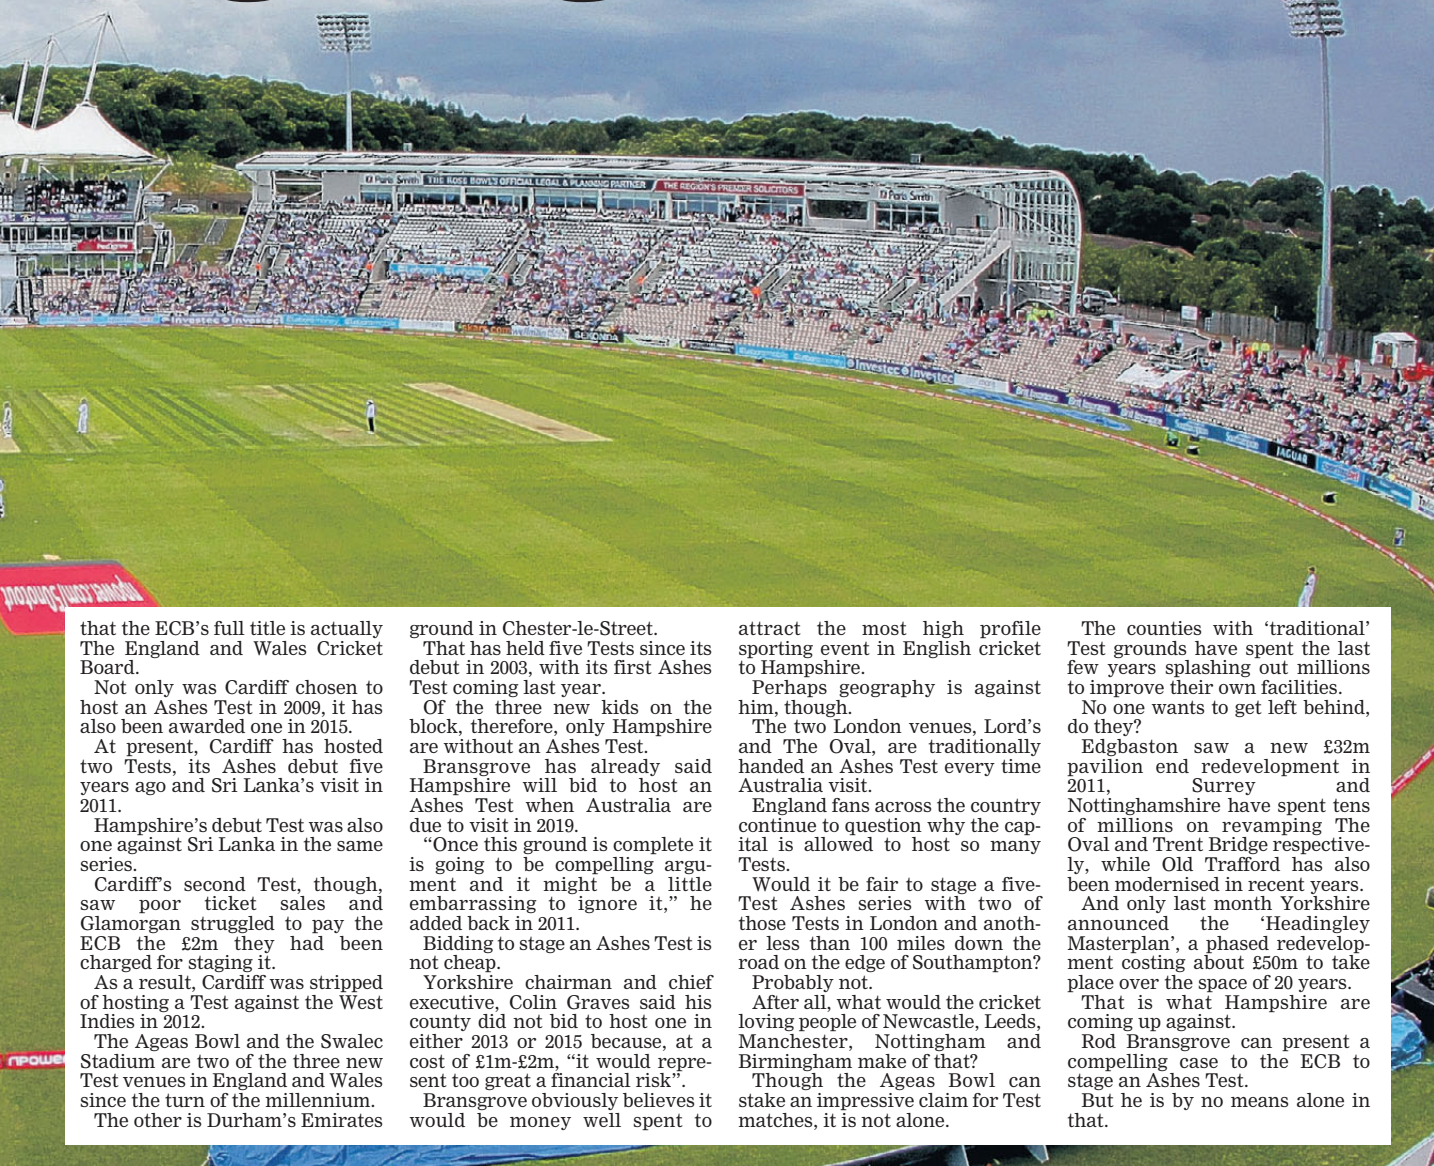 Paris Smith
THE ROSE BOWL'S OFFICIAL LEGAL & PLANNING PARTNER
THE REGION'S PREMIER SOLICITORS
Paris Smith
Pedigree
Investec
Investec
JAGUAR
npower.com/50notout
npower
that the ECB's full title is actually
The England and Wales Cricket
Board.
Not only was Cardiff chosen to
host an Ashes Test in 2009, it has
also been awarded one in 2015.
At present, Cardiff has hosted
two Tests, its Ashes debut five
years ago and Sri Lanka's visit in
2011.
Hampshire's debut Test was also
one against Sri Lanka in the same
series.
Cardiff's second Test, though,
saw poor ticket sales and
Glamorgan struggled to pay the
ECB the £2m they had been
charged for staging it.
As a result, Cardiff was stripped
of hosting a Test against the West
Indies in 2012.
The Ageas Bowl and the Swalec
Stadium are two of the three new
Test venues in England and Wales
since the turn of the millennium.
The other is Durham's Emirates
ground in Chester-le-Street.
That has held five Tests since its
debut in 2003, with its first Ashes
Test coming last year.
Of the three new kids on the
block, therefore, only Hampshire
are without an Ashes Test.
Bransgrove has already said
Hampshire will bid to host an
Ashes Test when Australia are
due to visit in 2019.
“Once this ground is complete it
is going to be compelling argu-
ment and it might be a little
embarrassing to ignore it,” he
added back in 2011.
Bidding to stage an Ashes Test is
not cheap.
Yorkshire chairman and chief
executive, Colin Graves said his
county did not bid to host one in
either 2013 or 2015 because, at a
cost of £1m-£2m, “it would repre-
sent too great a financial risk”.
Bransgrove obviously believes it
would be money well spent to
attract the most high profile
sporting event in English cricket
to Hampshire.
Perhaps geography is against
him, though.
The two London venues, Lord's
and The Oval, are traditionally
handed an Ashes Test every time
Australia visit.
England fans across the country
continue to question why the cap-
ital is allowed to host so many
Tests.
Would it be fair to stage a five-
Test Ashes series with two of
those Tests in London and anoth-
er less than 100 miles down the
road on the edge of Southampton?
Probably not.
After all, what would the cricket
loving people of Newcastle, Leeds,
Manchester, Nottingham and
Birmingham make of that?
Though the Ageas Bowl can
stake an impressive claim for Test
matches, it is not alone.
The counties with ‘traditional’
Test grounds have spent the last
few years splashing out millions
to improve their own facilities.
No one wants to get left behind,
do they?
Edgbaston saw a new £32m
pavilion end redevelopment in
2011, Surrey and
Nottinghamshire have spent tens
of millions on revamping The
Oval and Trent Bridge respective-
ly, while Old Trafford has also
been modernised in recent years.
And only last month Yorkshire
announced the ‘Headingley
Masterplan’, a phased redevelop-
ment costing about £50m to take
place over the space of 20 years.
That is what Hampshire are
coming up against.
Rod Bransgrove can present a
compelling case to the ECB to
stage an Ashes Test.
But he is by no means alone in
that.